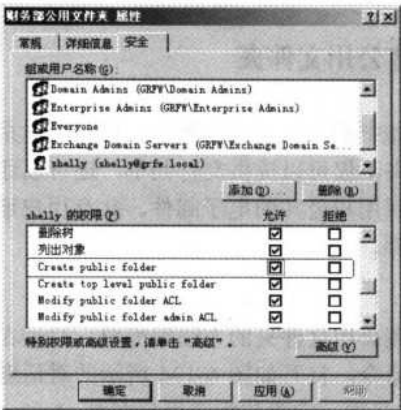 财务部公用文件夹 属性
常规 详细信息 安全
组或用户名称(G):
Domain Admins (GRFW\Domain Admins)
Enterprise Admins (GRFW\Enterprise Admins)
Everyone
Exchange Domain Servers (GRFW\Exchange Domain Se...
shelly (shelly@grfw.local)
添加(D)... 删除(R)
shelly 的权限(P) 允许 拒绝
删除树
列出对象
Create public folder
Create top level public folder
Modify public folder ACL
Modify public folder admin ACL
特别权限或高级设置，请单击“高级”。
高级(V)
确定 取消 应用(A) 帮助